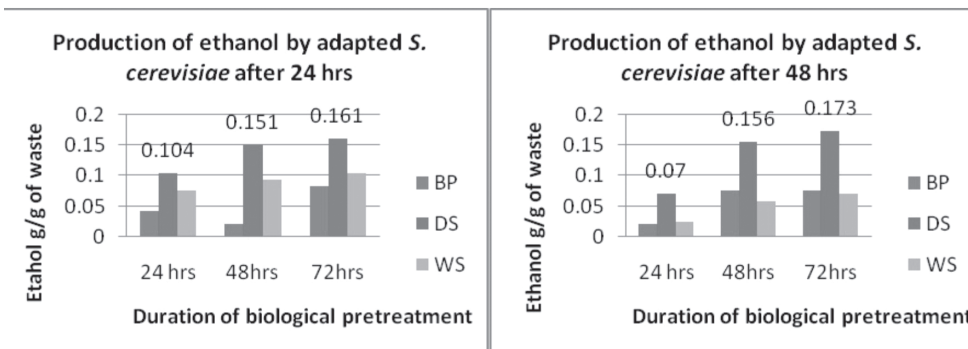 Production of ethanol by adapted S.
cerevisiae after 24 hrs
0.2
0.15
0.1
0.05
0
0.104
0.151
0.161
24 hrs
48hrs
72hrs
BP
DS
WS
Etahol g/g of waste
Duration of biological pretreatment
Production of ethanol by adapted S.
cerevisiae after 48 hrs
0.2
0.15
0.1
0.05
0
0.07
0.156
0.173
24 hrs
48hrs
72hrs
BP
DS
WS
Ethanol g/g of waste
Duration of biological pretreatment